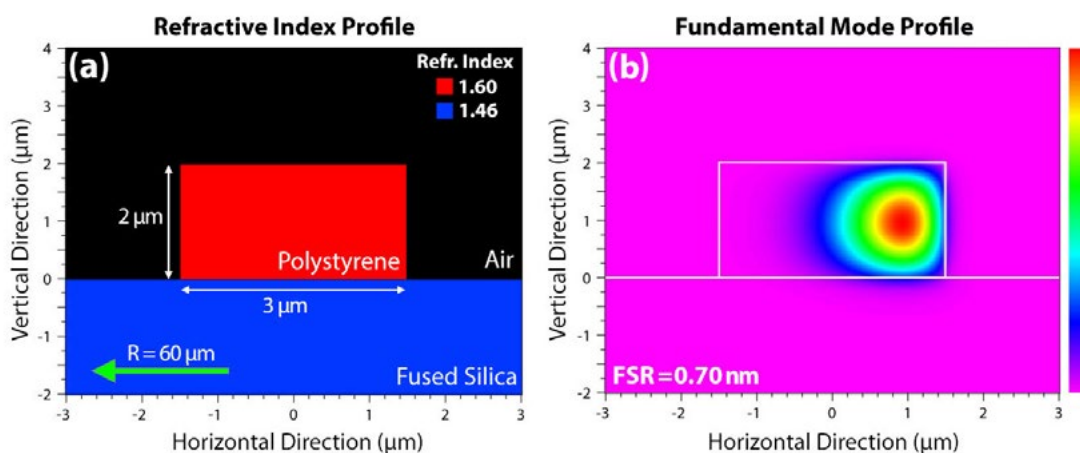 Refractive Index Profile
(a)
Refr. Index
1.60
1.46
2 µm
Polystyrene
Air
3 µm
R = 60 µm
Fused Silica
4
3
2
1
0
-1
-2
Vertical Direction (µm)
-3 -2 -1 0 1 2 3
Horizontal Direction (µm)
Fundamental Mode Profile
(b)
FSR = 0.70 nm
4
3
2
1
0
-1
-2
Vertical Direction (µm)
-3 -2 -1 0 1 2 3
Horizontal Direction (µm)